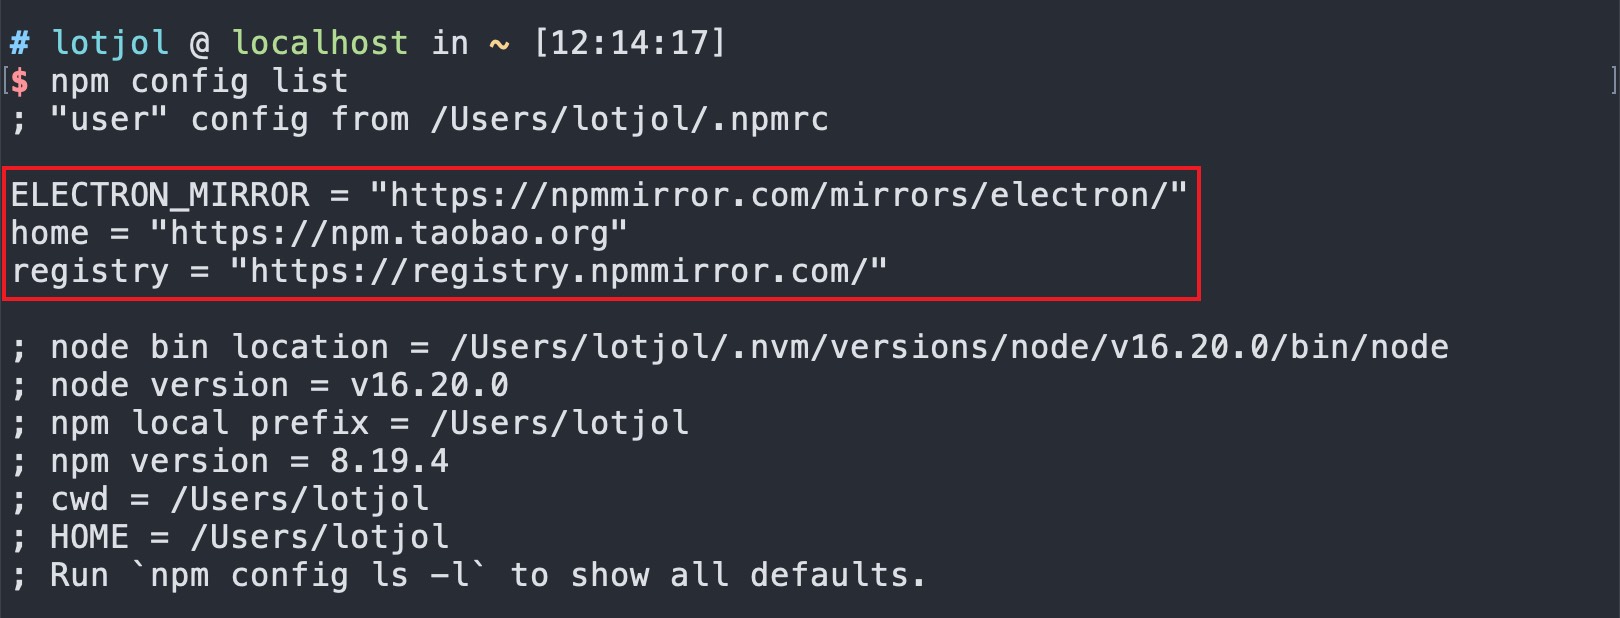 # lotjol @ localhost in ~ [12:14:17]
[$ npm config list ]
; "user" config from /Users/lotjol/.npmrc
ELECTRON_MIRROR = "https://npmmirror.com/mirrors/electron/"
home = "https://npm.taobao.org"
registry = "https://registry.npmmirror.com/"
; node bin location = /Users/lotjol/.nvm/versions/node/v16.20.0/bin/node
; node version = v16.20.0
; npm local prefix = /Users/lotjol
; npm version = 8.19.4
; cwd = /Users/lotjol
; HOME = /Users/lotjol
; Run `npm config ls -l` to show all defaults.